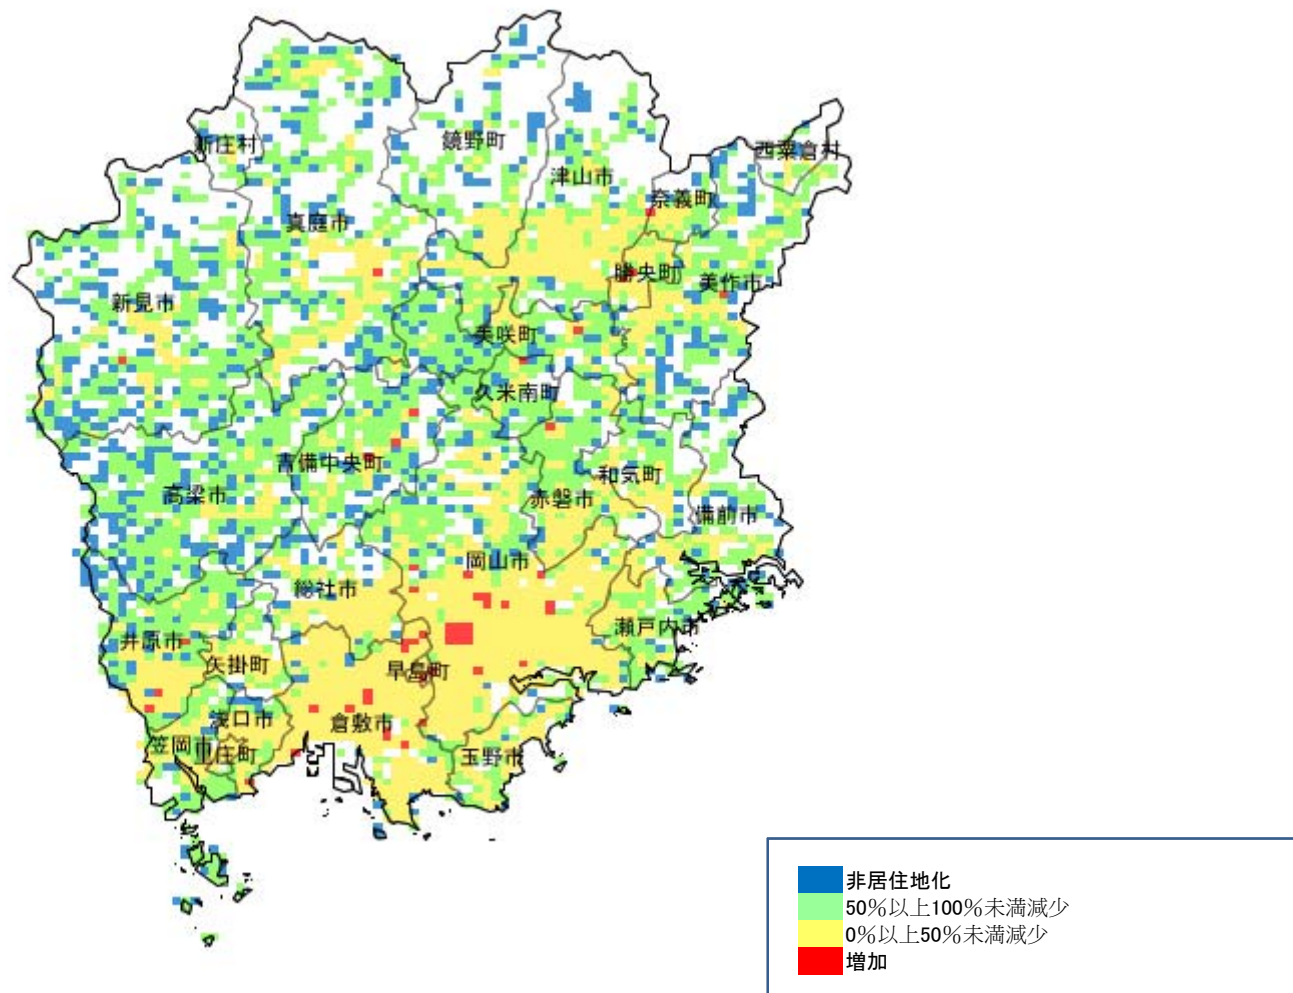 西粟倉村
新庄村
鏡野町
津山市
奈義町
真庭市
勝央町
美作市
新見市
美咲町
久米南町
吉備中央町
和気町
高梁市
赤磐市
備前市
岡山市
総社市
瀬戸内市
井原市
矢掛町
早島町
浅口市
倉敷市
笠岡市
里庄町
玉野市
非居住地化
50%以上100%未満減少
0%以上50%未満減少
増加